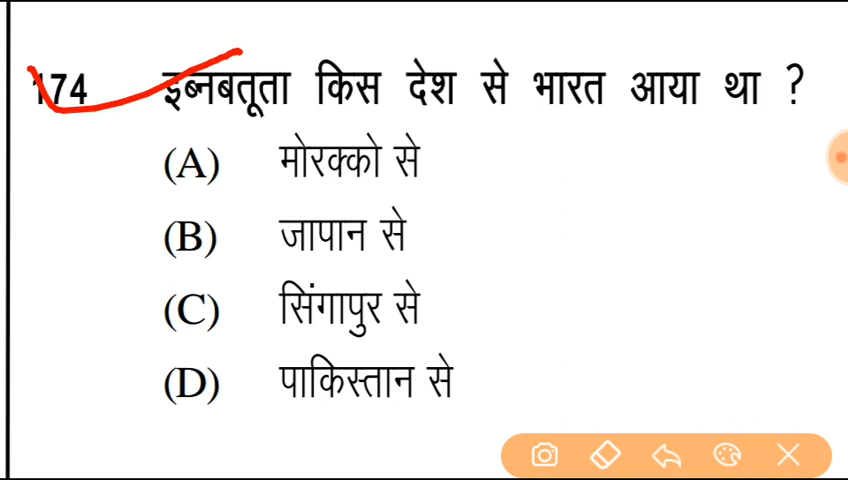 174 इब्नबतूता किस देश से भारत आया था ?
(A) मोरक्को से
(B) जापान से
(C) सिंगापुर से
(D) पाकिस्तान से